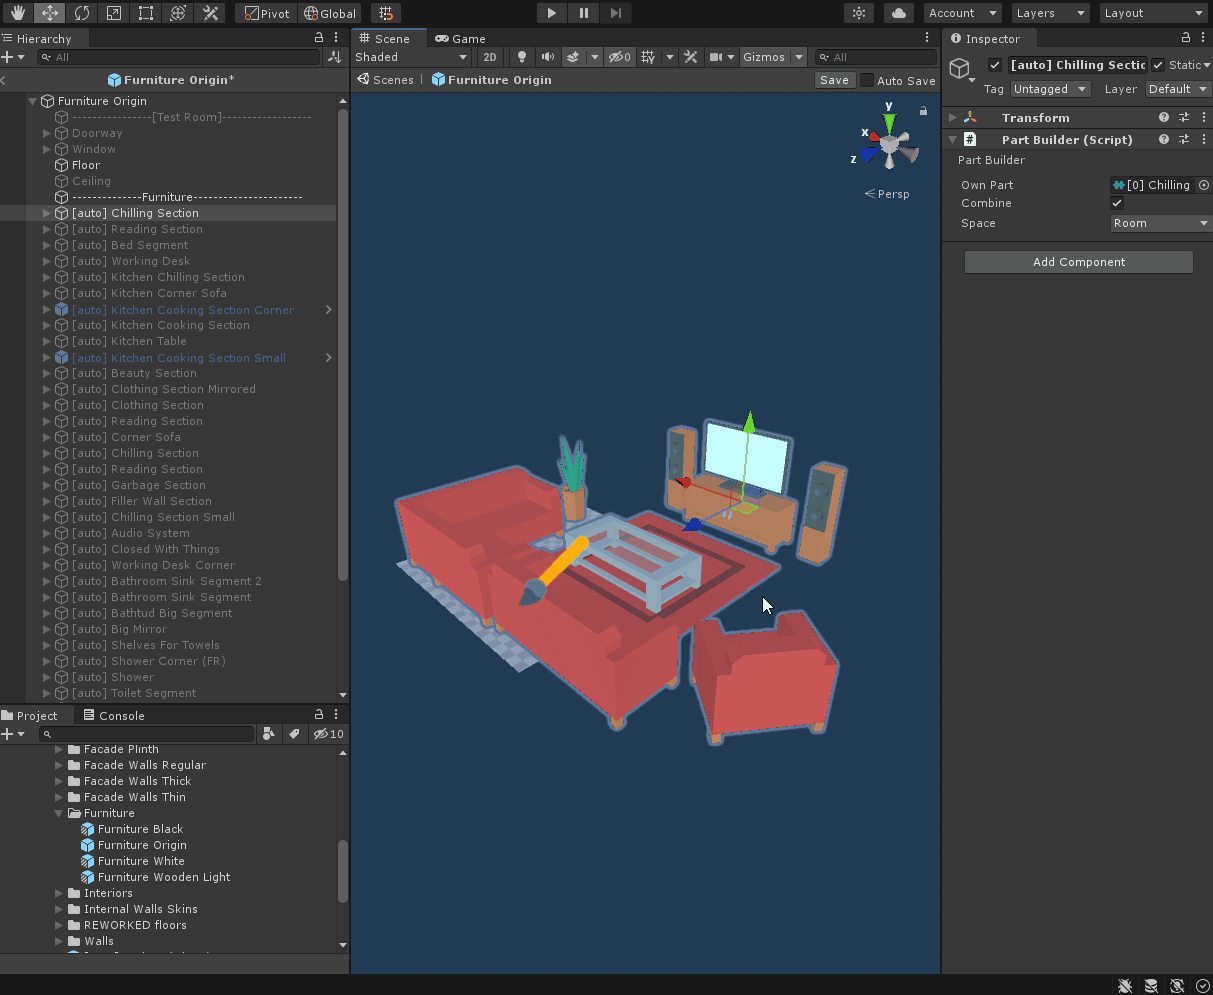 Pivot Global Account Layers Layout
Hierarchy
All
Furniture Origin*
Furniture Origin
----------------[Test Room]------------------
Doorway
Window
Floor
Ceiling
--------------Furniture----------------------
[auto] Chilling Section
[auto] Reading Section
[auto] Bed Segment
[auto] Working Desk
[auto] Kitchen Chilling Section
[auto] Kitchen Corner Sofa
[auto] Kitchen Cooking Section Corner
[auto] Kitchen Cooking Section
[auto] Kitchen Table
[auto] Kitchen Cooking Section Small
[auto] Beauty Section
[auto] Clothing Section Mirrored
[auto] Clothing Section
[auto] Reading Section
[auto] Corner Sofa
[auto] Chilling Section
[auto] Reading Section
[auto] Garbage Section
[auto] Filler Wall Section
[auto] Chilling Section Small
[auto] Audio System
[auto] Closed With Things
[auto] Working Desk Corner
[auto] Bathroom Sink Segment 2
[auto] Bathroom Sink Segment
[auto] Bathtud Big Segment
[auto] Big Mirror
[auto] Shelves For Towels
[auto] Shower Corner (FR)
[auto] Shower
[auto] Toilet Segment
Project Console
10
Facade Plinth
Facade Walls Regular
Facade Walls Thick
Facade Walls Thin
Furniture
Furniture Black
Furniture Origin
Furniture White
Furniture Wooden Light
Interiors
Internal Walls Skins
REWORKED floors
Walls
Scene Game
Shaded 2D 0 Gizmos All
Scenes Furniture Origin Save Auto Save
y
x
z
Persp
Inspector
[auto] Chilling Sectic Static
Tag Untagged Layer Default
Transform
# Part Builder (Script)
Part Builder
Own Part [0] Chilling
Combine
Space Room
Add Component